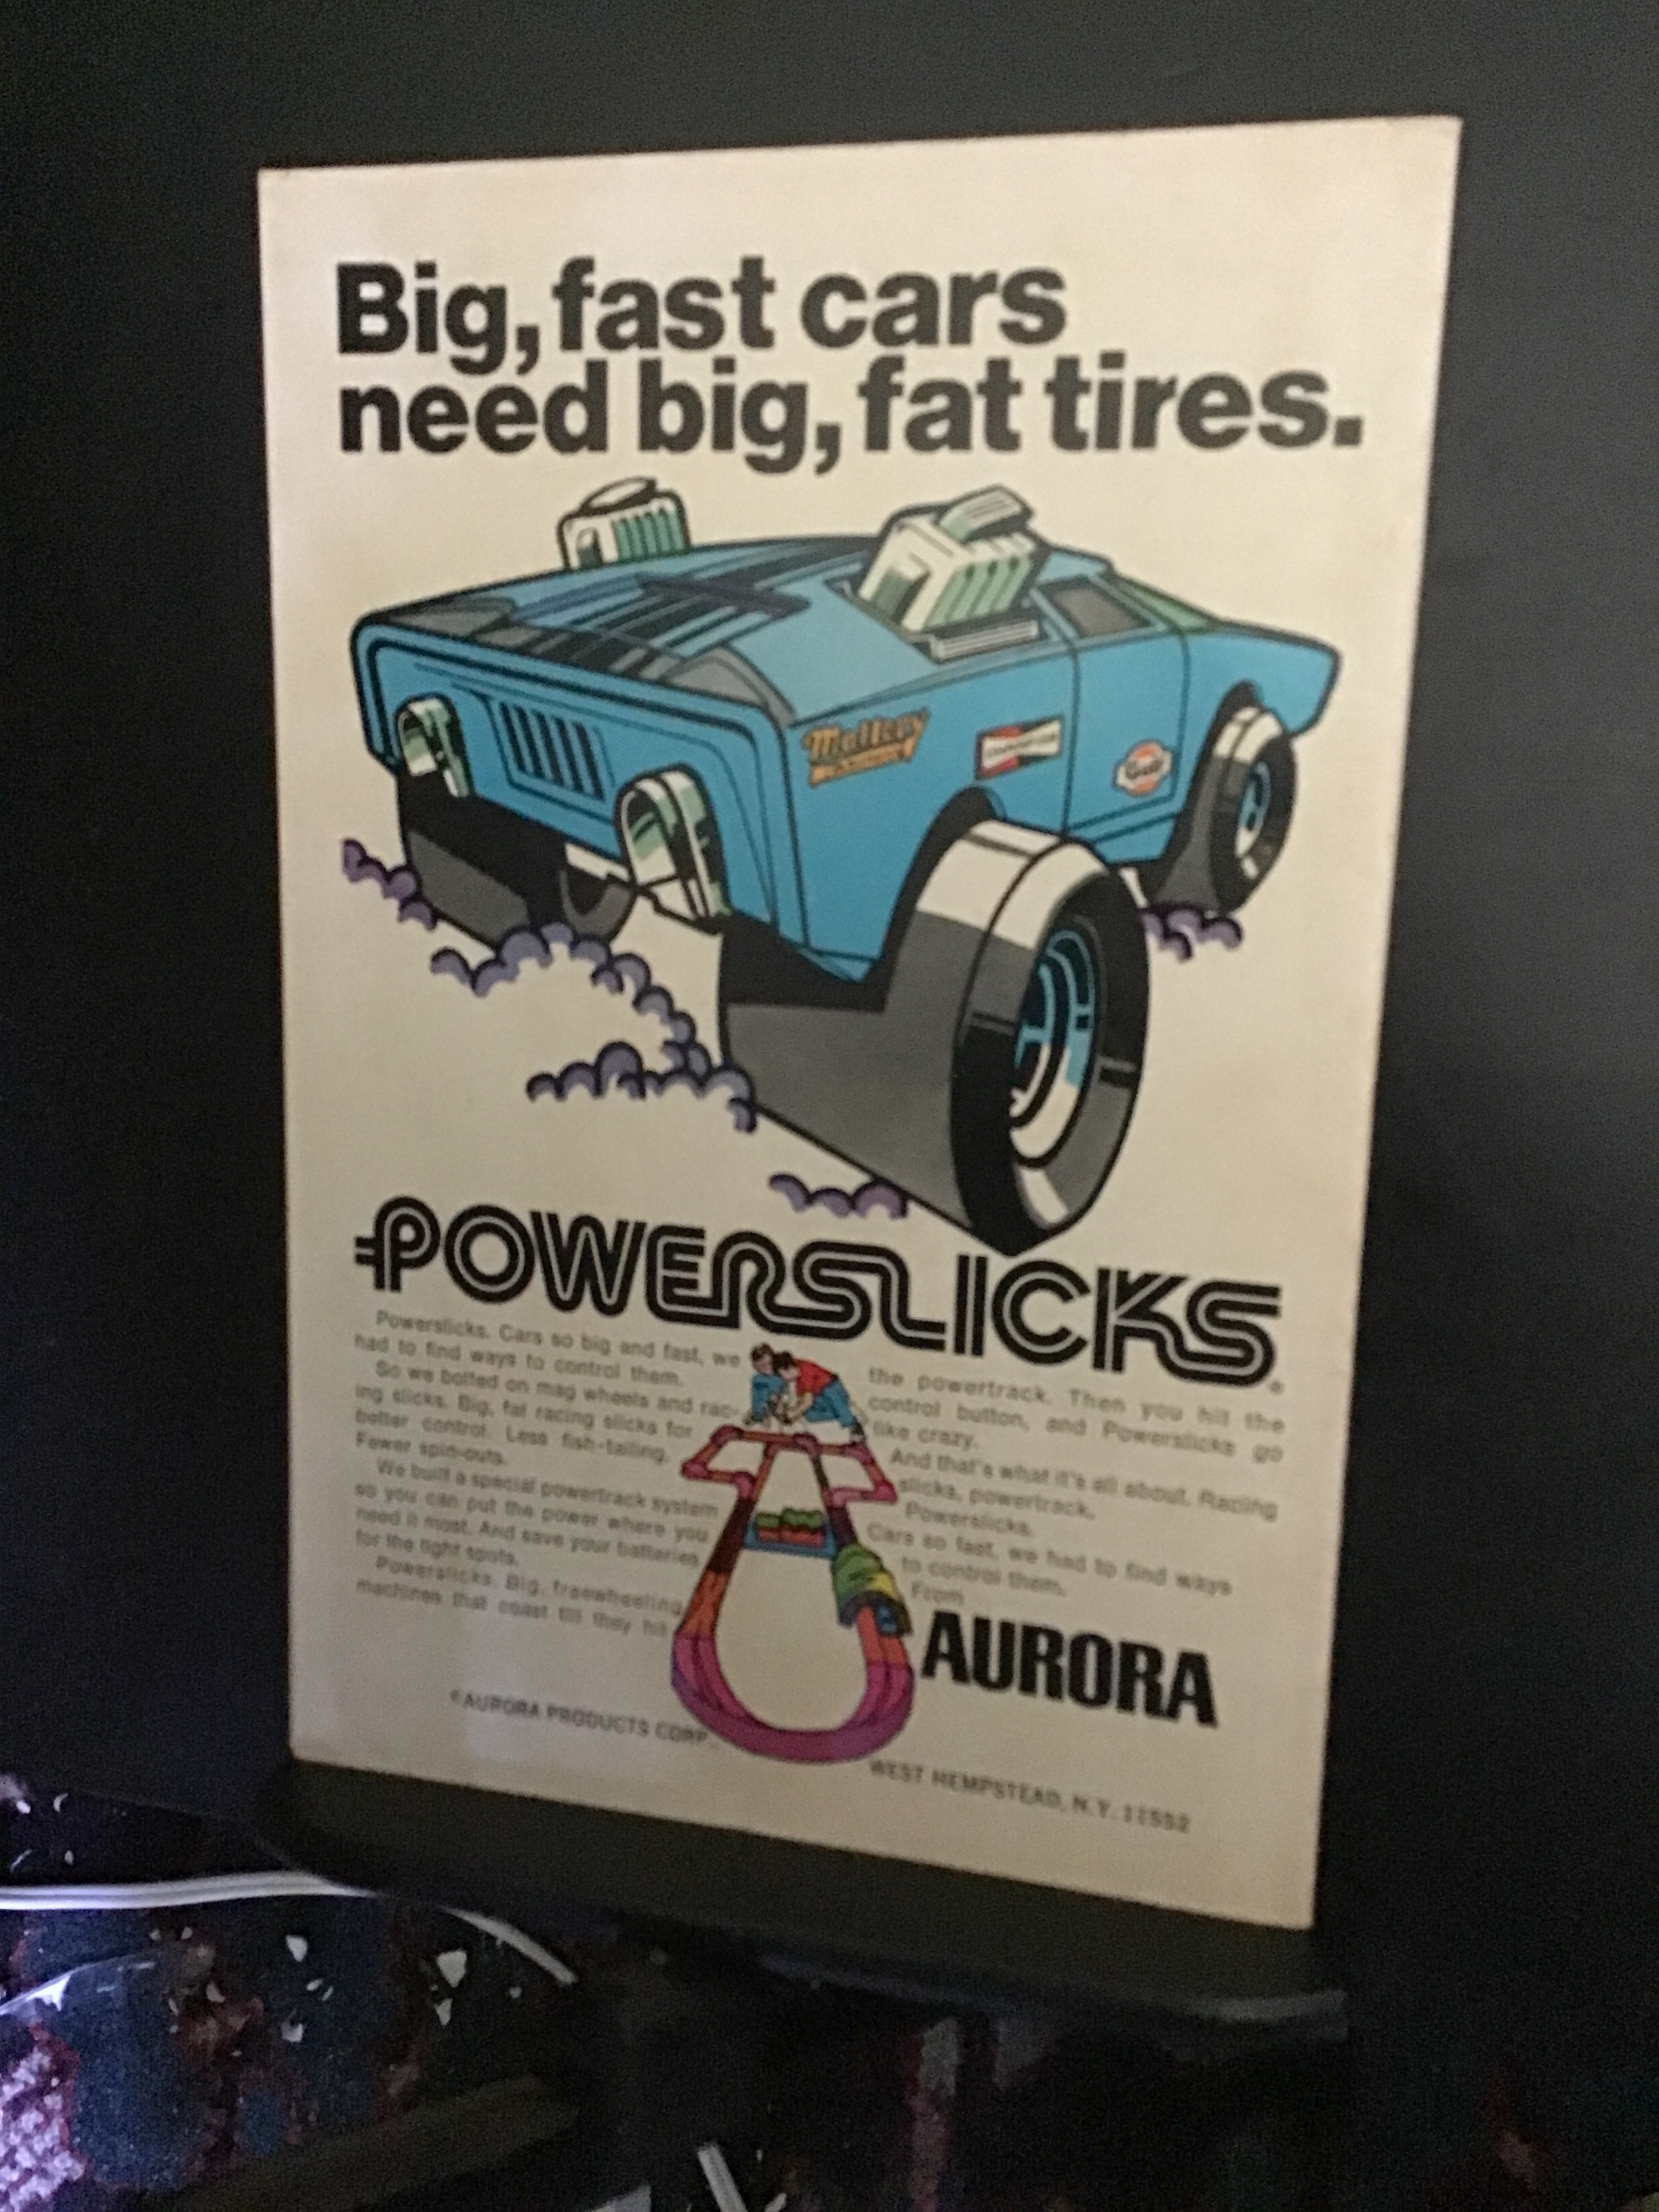 Big, fast cars
need big, fat tires.
Mallory
CHAMPION
Gulf
POWERSLICKS®
Powerslicks. Cars so big and fast, we
had to find ways to control them.
So we bolted on mag wheels and rac-
ing slicks. Big, fat racing slicks for
better control. Less fish-tailing.
Fewer spin-outs.
We built a special powertrack system
so you can put the power where you
need it most. And save your batteries
for the tight spots.
Powerslicks. Big, freewheeling
machines that coast till they hit
the powertrack. Then you hit the
control button, and Powerslicks go
like crazy.
And that's what it's all about. Racing
slicks, powertrack,
Powerslicks.
Cars so fast, we had to find ways
to control them.
From
AURORA
©AURORA PRODUCTS CORP.
WEST HEMPSTEAD, N.Y. 11552